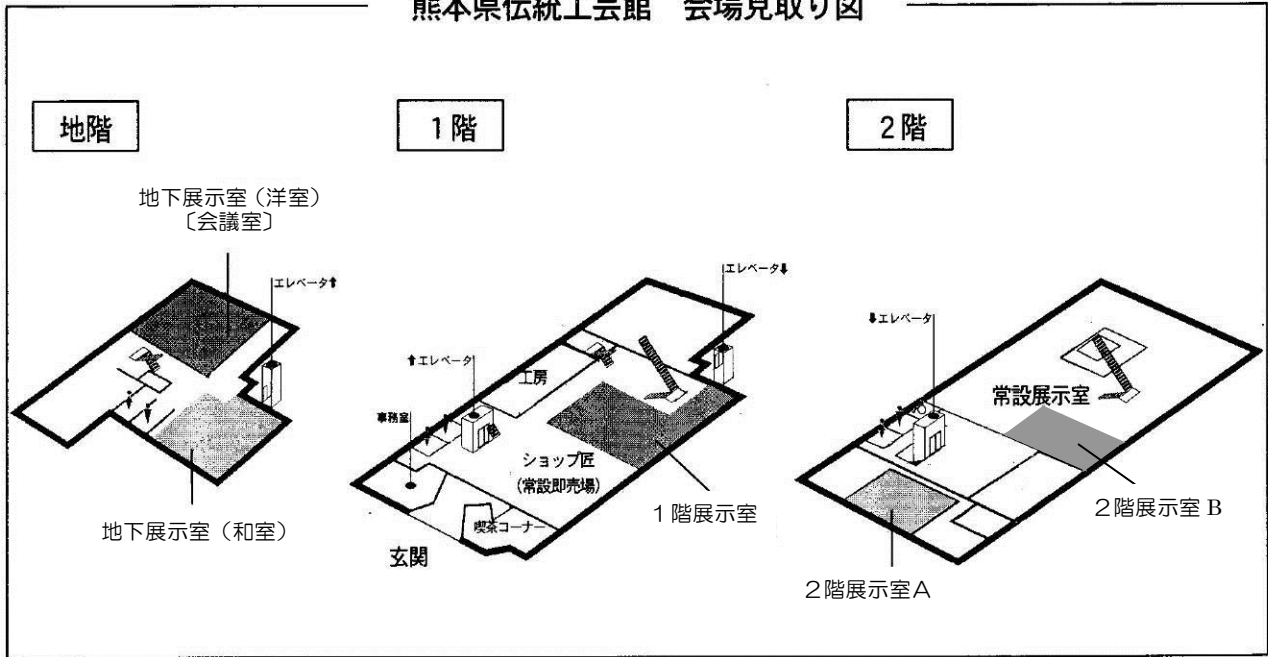 熊本県伝統工芸館 会場見取り図
地階
地下展示室（洋室）
〔会議室〕
エレベータ⬆
地下展示室（和室）
1階
エレベータ⬇
⬆エレベータ
工房
事務室
ショップ匠
(常設即売場)
喫茶コーナー
玄関
1階展示室
2階
⬇エレベータ
常設展示室
2階展示室 B
2階展示室A